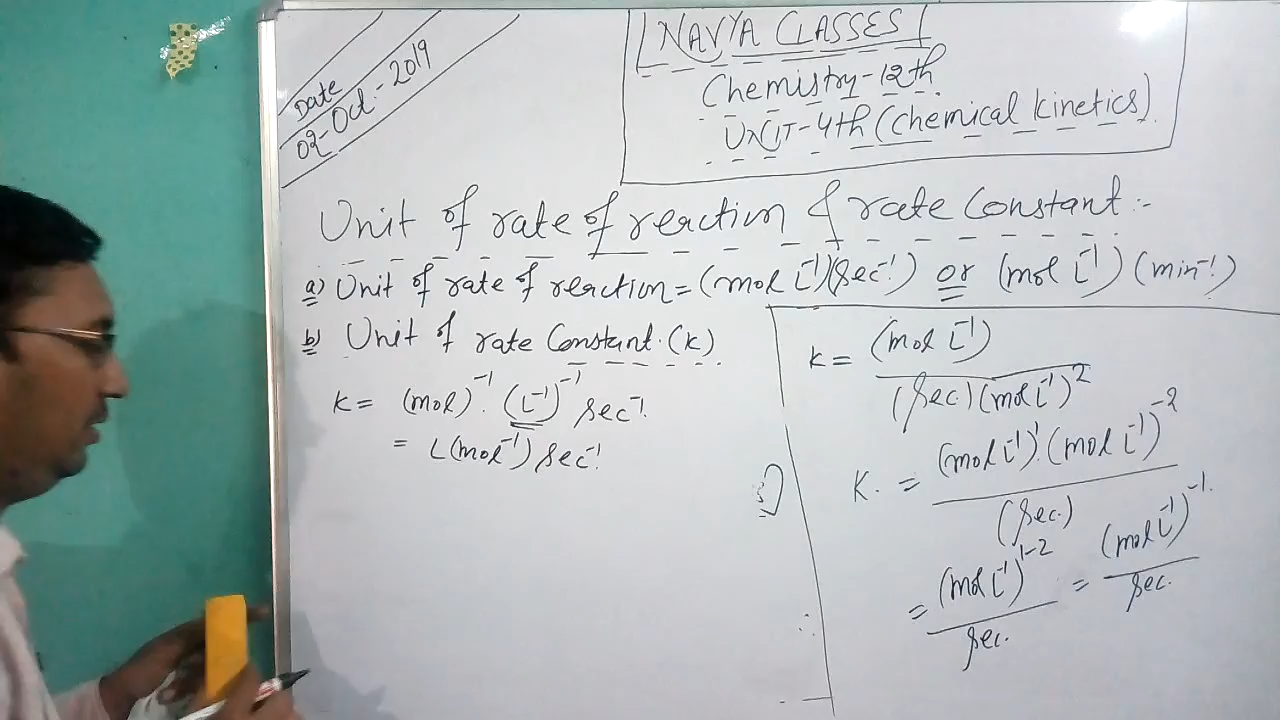 Date
02-Oct.-2019
NAVYA CLASSES
Chemistry-12th.
UNIT-4th (Chemical kinetics)
Unit of rate of reaction & rate Constant :-
a) Unit of rate of reaction = (mol L⁻¹)(sec⁻¹) or (mol L⁻¹) (min⁻¹)
b) Unit of rate Constant. (K)
K = (mol)⁻¹. (L⁻¹)⁻¹ sec⁻¹.
= L(mol⁻¹) sec⁻¹.
K = (mol L⁻¹)
(sec) (mol L⁻¹)²
K. = (mol L⁻¹)¹. (mol L⁻¹)⁻²
(sec.)
= (mol L⁻¹)¹⁻² = (mol L⁻¹)⁻¹.
sec. sec.